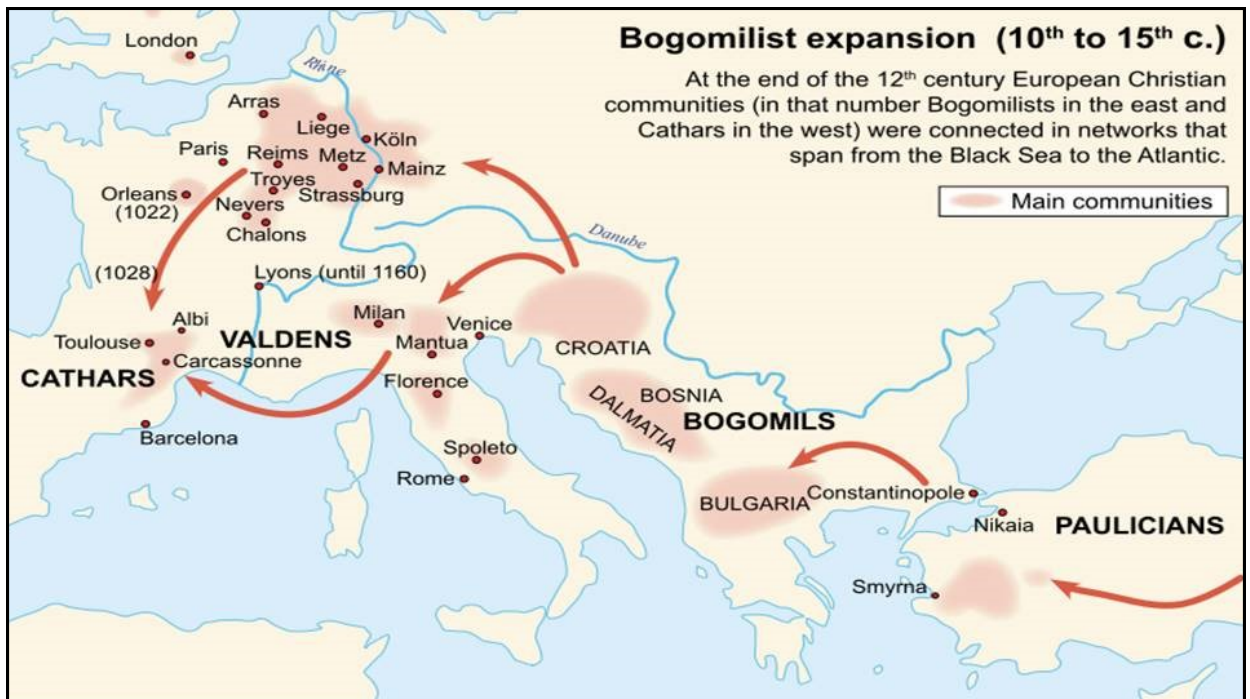 Bogomilist expansion (10th to 15th c.)
At the end of the 12th century European Christian
communities (in that number Bogomilists in the east and
Cathars in the west) were connected in networks that
span from the Black Sea to the Atlantic.
Main communities
London
Rhine
Arras
Liege
Köln
Paris
Reims
Metz
Mainz
Troyes
Strassburg
Orleans
(1022)
Nevers
Chalons
Danube
(1028)
Lyons (until 1160)
Albi
Milan
Venice
Toulouse
VALDENS
Mantua
CROATIA
Carcassonne
CATHARS
Florence
BOSNIA
DALMATIA
BOGOMILS
Barcelona
Spoleto
Rome
BULGARIA
Constantinopole
Nikaia
PAULICIANS
Smyrna